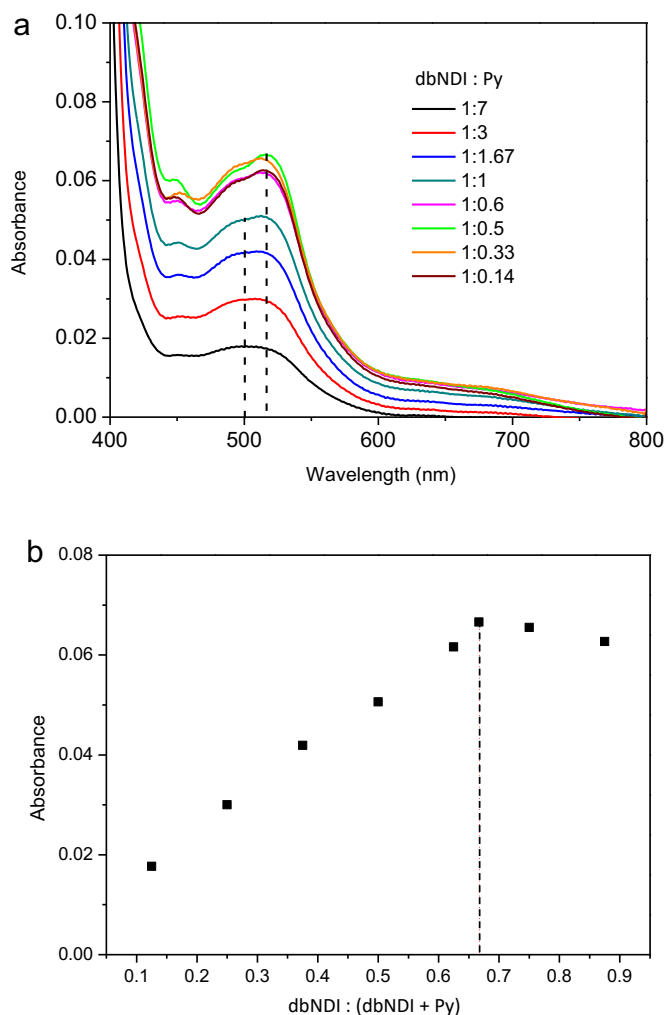 a
0.10
0.08
0.06
0.04
0.02
0.00
Absorbance
dbNDI : Py
1:7
1:3
1:1.67
1:1
1:0.6
1:0.5
1:0.33
1:0.14
400 500 600 700 800
Wavelength (nm)
b
0.08
0.06
0.04
0.02
0.00
Absorbance
0.1 0.2 0.3 0.4 0.5 0.6 0.7 0.8 0.9
dbNDI : (dbNDI + Py)